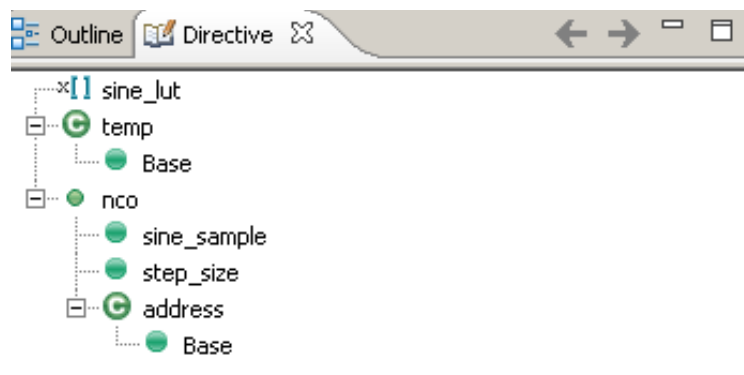 Outline Directive
x[] sine_lut
C temp
Base
nco
sine_sample
step_size
C address
Base